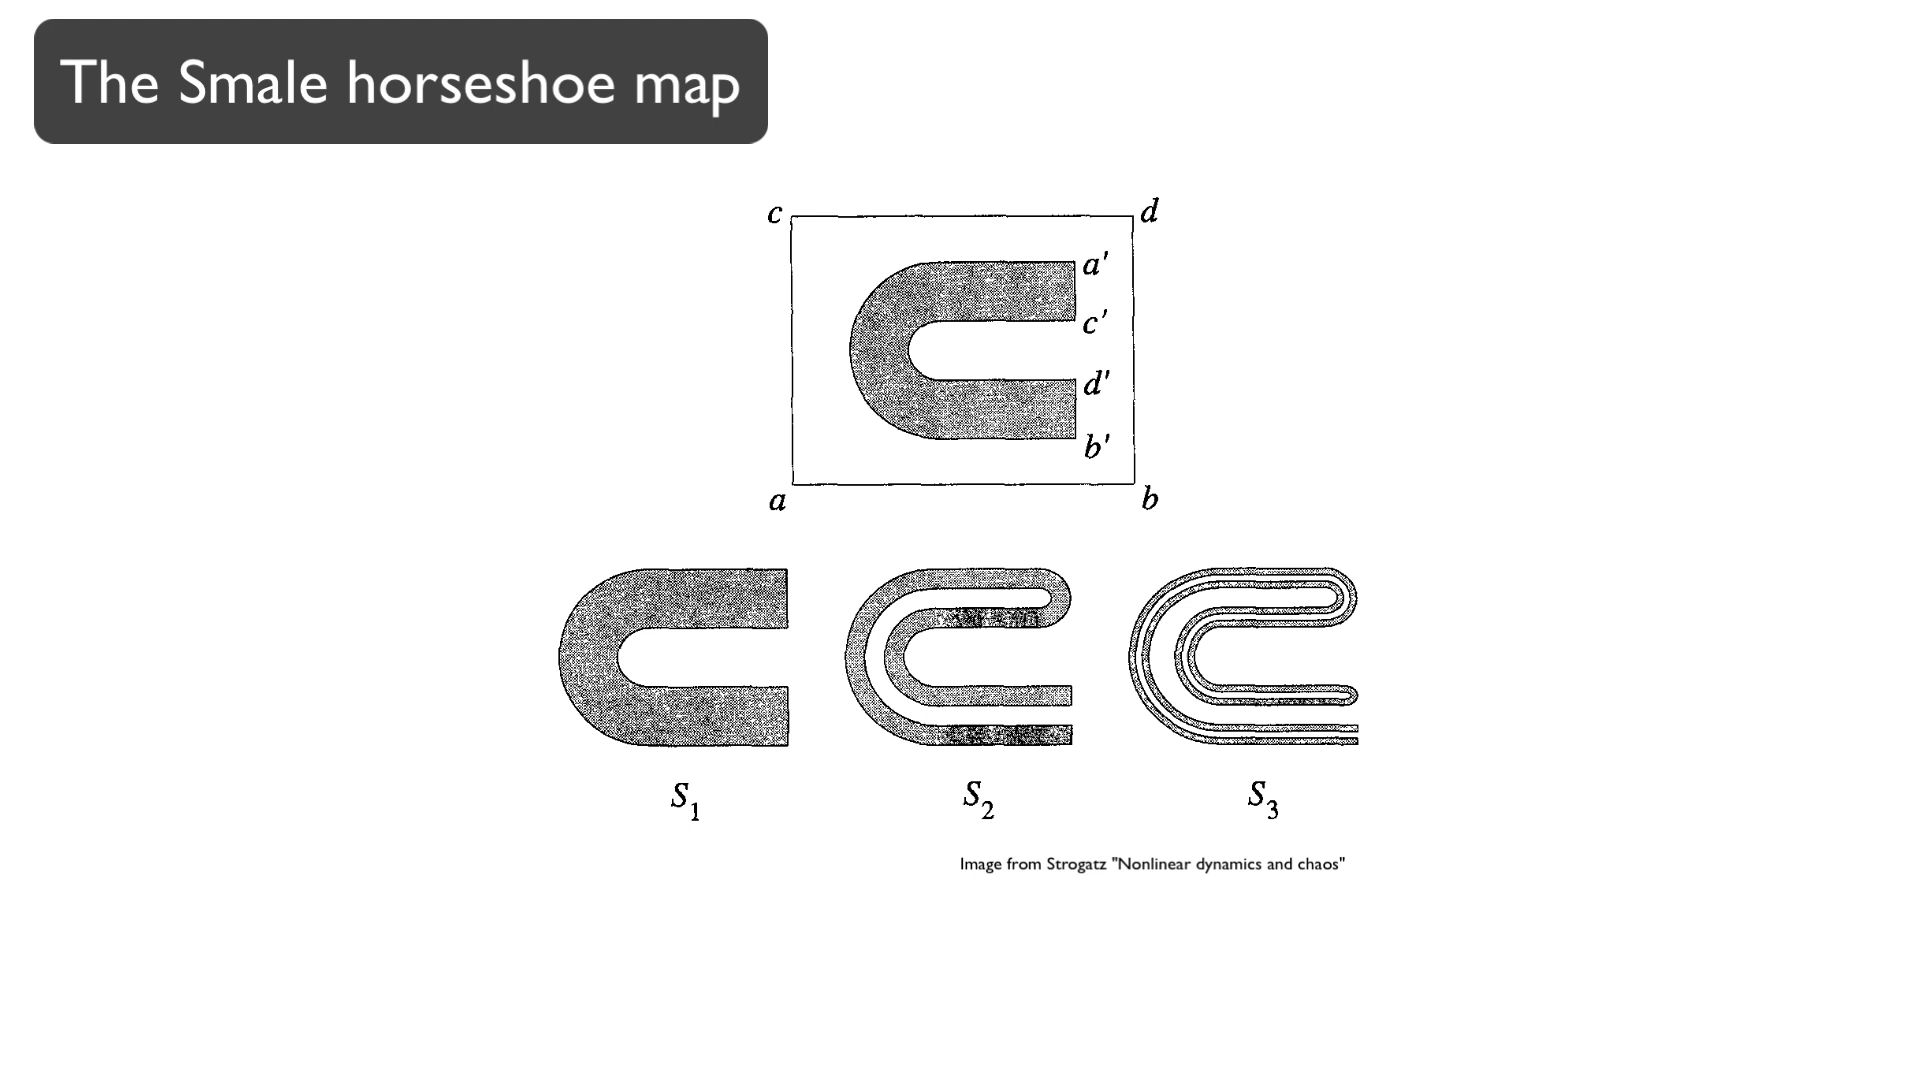 The Smale horseshoe map
c
d
a'
c'
d'
b'
a
b
S1
S2
S3
Image from Strogatz "Nonlinear dynamics and chaos"